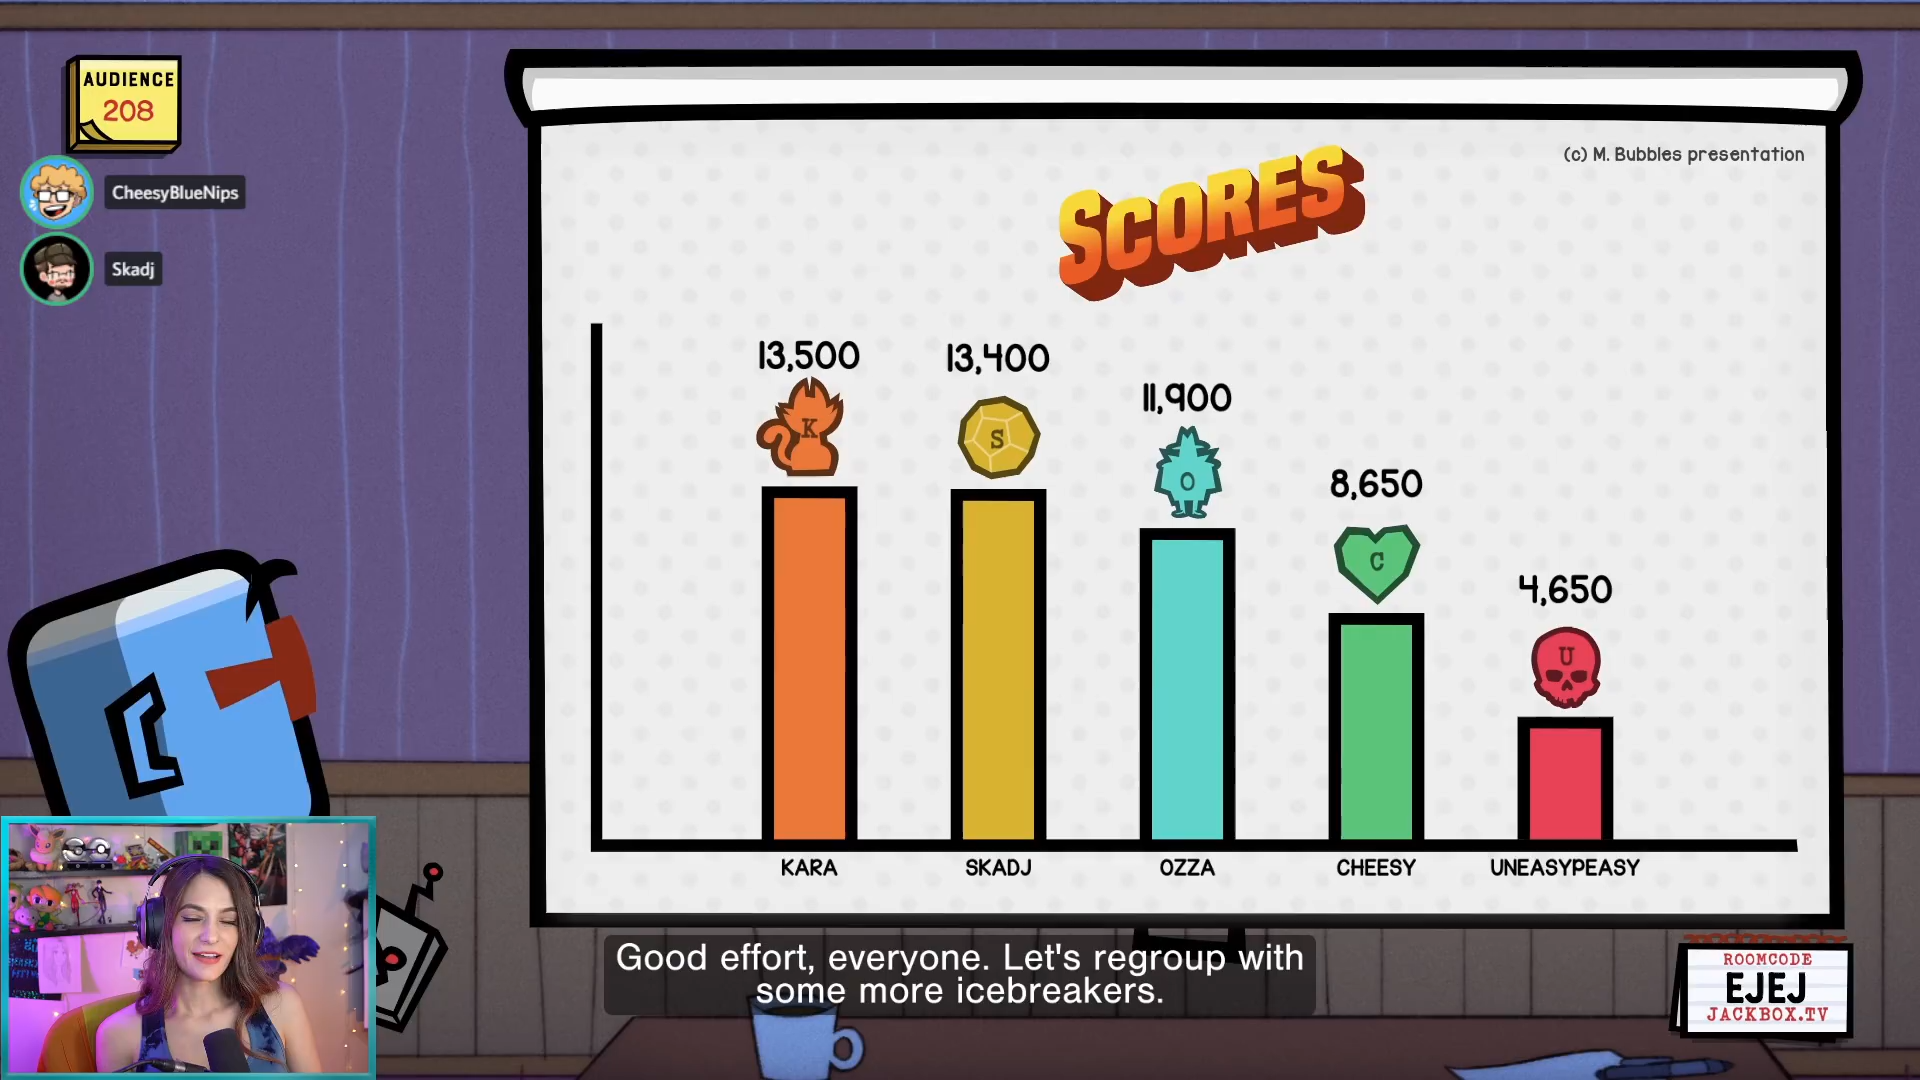 AUDIENCE
208
CheesyBlueNips
Skadj
(c) M. Bubbles presentation
SCORES
13,500
13,400
11,900
8,650
4,650
K
S
O
C
U
KARA
SKADJ
OZZA
CHEESY
UNEASYPEASY
Good effort, everyone. Let's regroup with
some more icebreakers.
ROOMCODE
EJEJ
JACKBOX.TV